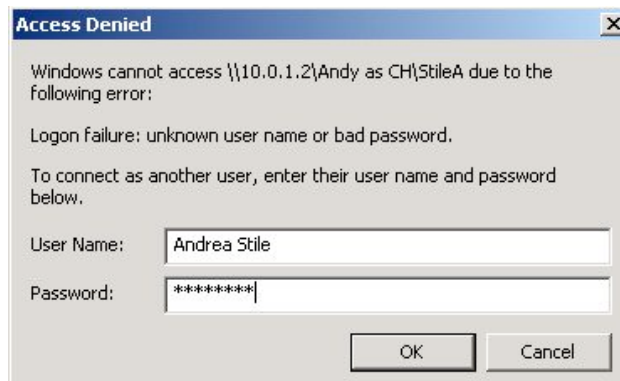 Access Denied
Windows cannot access \\10.0.1.2\Andy as CH\StileA due to the
following error:
Logon failure: unknown user name or bad password.
To connect as another user, enter their user name and password
below.
User Name: Andrea Stile
Password: ********
OK Cancel